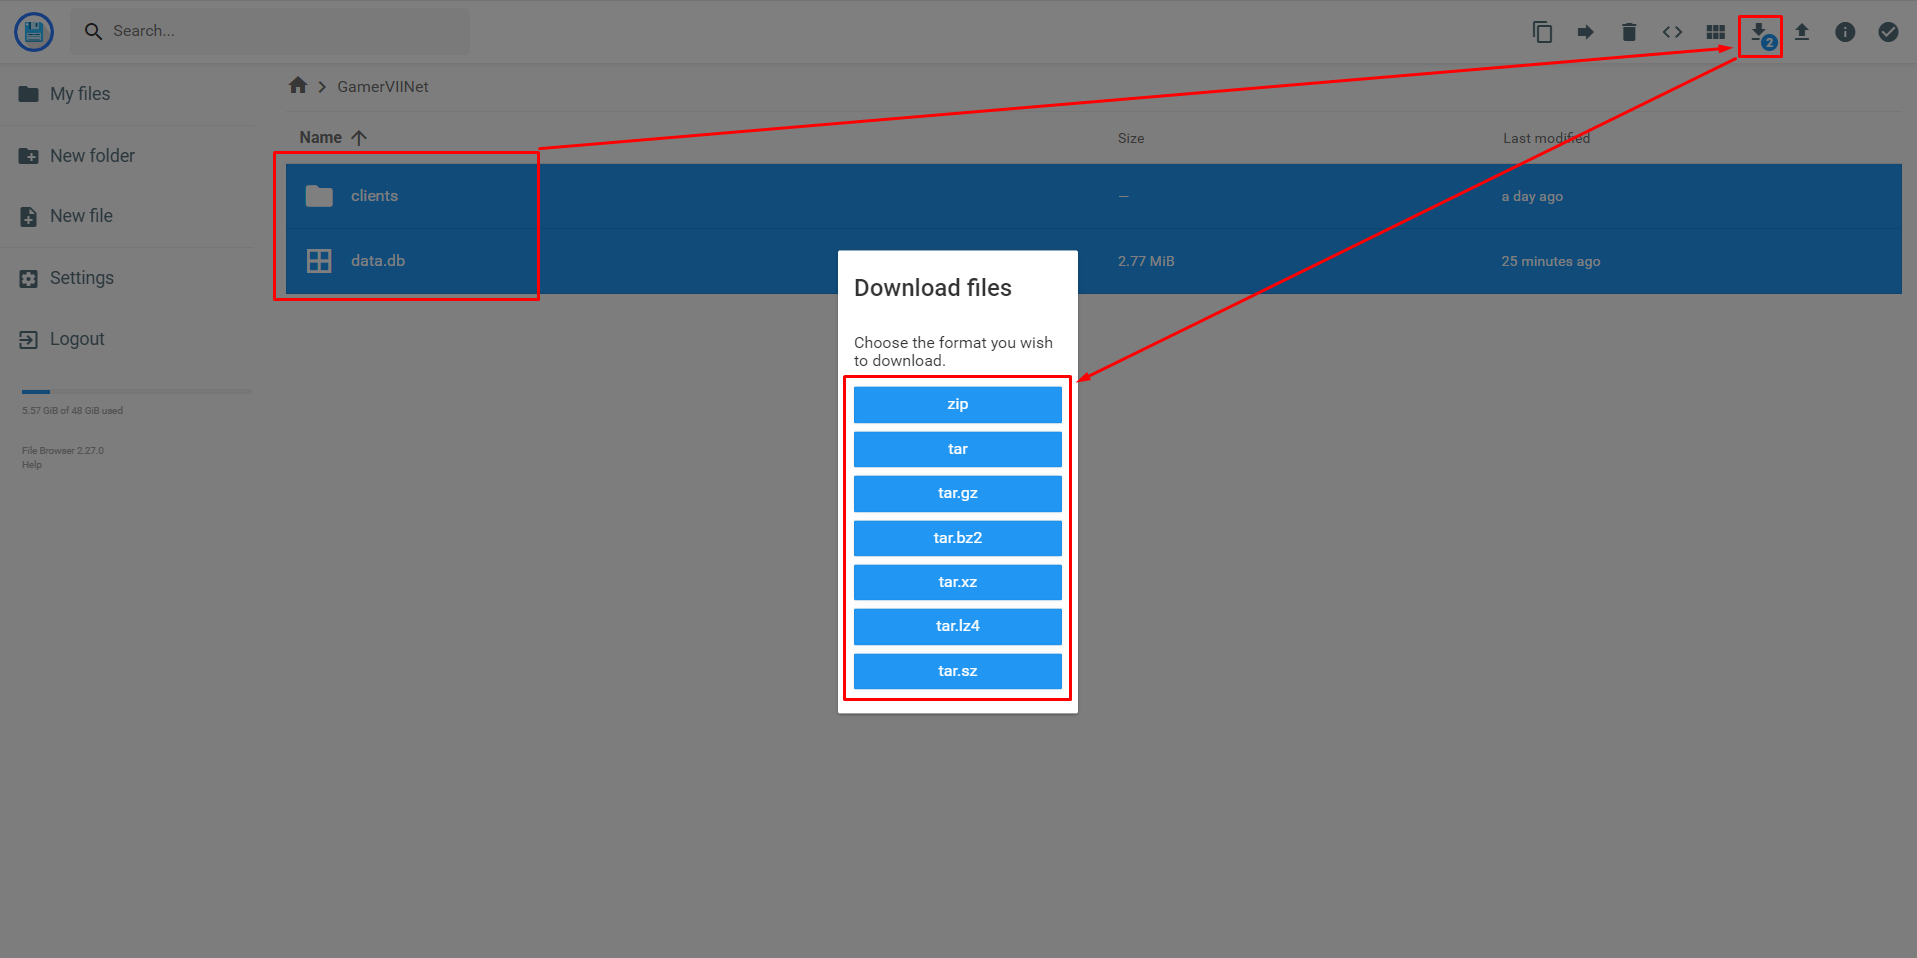 Search...
2
My files
New folder
New file
Settings
Logout
5.57 GiB of 48 GiB used
File Browser 2.27.0
Help
GamerVIINet
Name
Size
Last modified
clients
—
a day ago
data.db
2.77 MiB
25 minutes ago
Download files
Choose the format you wish
to download.
zip
tar
tar.gz
tar.bz2
tar.xz
tar.lz4
tar.sz